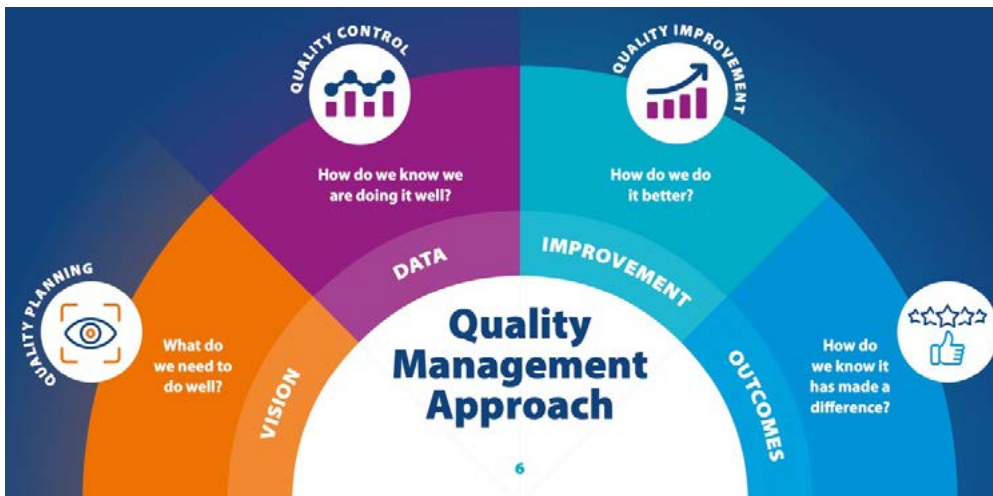 QUALITY PLANNING
What do
we need to
do well?
VISION
QUALITY CONTROL
How do we know we
are doing it well?
DATA
QUALITY IMPROVEMENT
How do we do
it better?
IMPROVEMENT
How do
we know it
has made a
difference?
OUTCOMES
Quality
Management
Approach
6